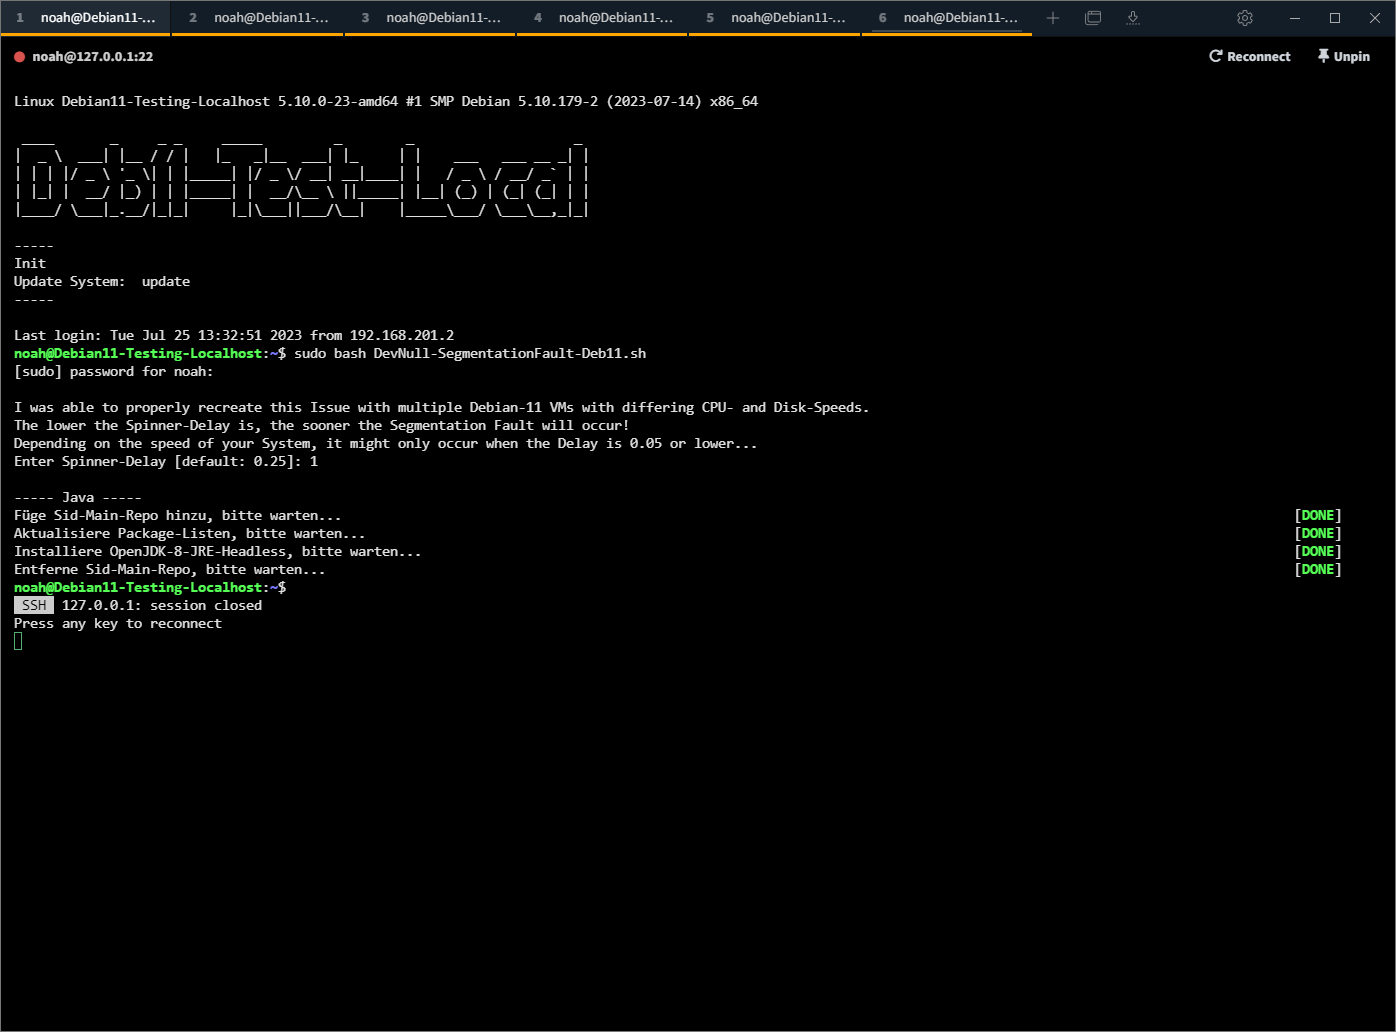 1 noah@Debian11-...
2 noah@Debian11-...
3 noah@Debian11-...
4 noah@Debian11-...
5 noah@Debian11-...
6 noah@Debian11-...
noah@127.0.0.1:22
Reconnect
Unpin
Linux Debian11-Testing-Localhost 5.10.0-23-amd64 #1 SMP Debian 5.10.179-2 (2023-07-14) x86_64
Deb11-Test-Local
-----
Init
Update System:  update
-----
Last login: Tue Jul 25 13:32:51 2023 from 192.168.201.2
noah@Debian11-Testing-Localhost:~$ sudo bash DevNull-SegmentationFault-Deb11.sh
[sudo] password for noah:
I was able to properly recreate this Issue with multiple Debian-11 VMs with differing CPU- and Disk-Speeds.
The lower the Spinner-Delay is, the sooner the Segmentation Fault will occur!
Depending on the speed of your System, it might only occur when the Delay is 0.05 or lower...
Enter Spinner-Delay [default: 0.25]: 1
----- Java -----
Füge Sid-Main-Repo hinzu, bitte warten... [DONE]
Aktualisiere Package-Listen, bitte warten... [DONE]
Installiere OpenJDK-8-JRE-Headless, bitte warten... [DONE]
Entferne Sid-Main-Repo, bitte warten... [DONE]
noah@Debian11-Testing-Localhost:~$
SSH 127.0.0.1: session closed
Press any key to reconnect